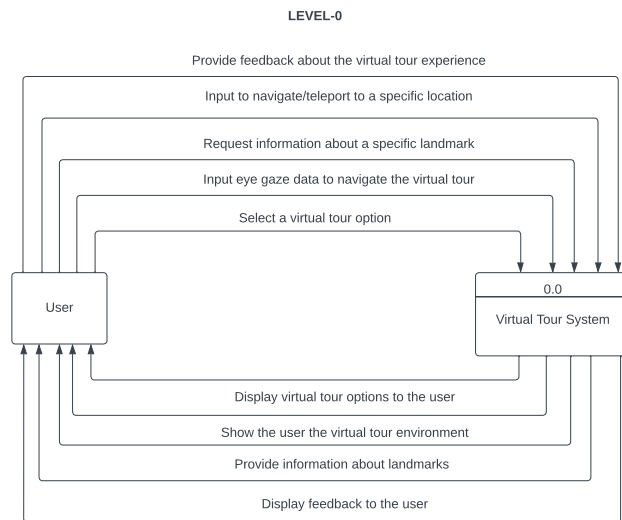 LEVEL-0
Provide feedback about the virtual tour experience
Input to navigate/teleport to a specific location
Request information about a specific landmark
Input eye gaze data to navigate the virtual tour
Select a virtual tour option
User
0.0
Virtual Tour System
Display virtual tour options to the user
Show the user the virtual tour environment
Provide information about landmarks
Display feedback to the user